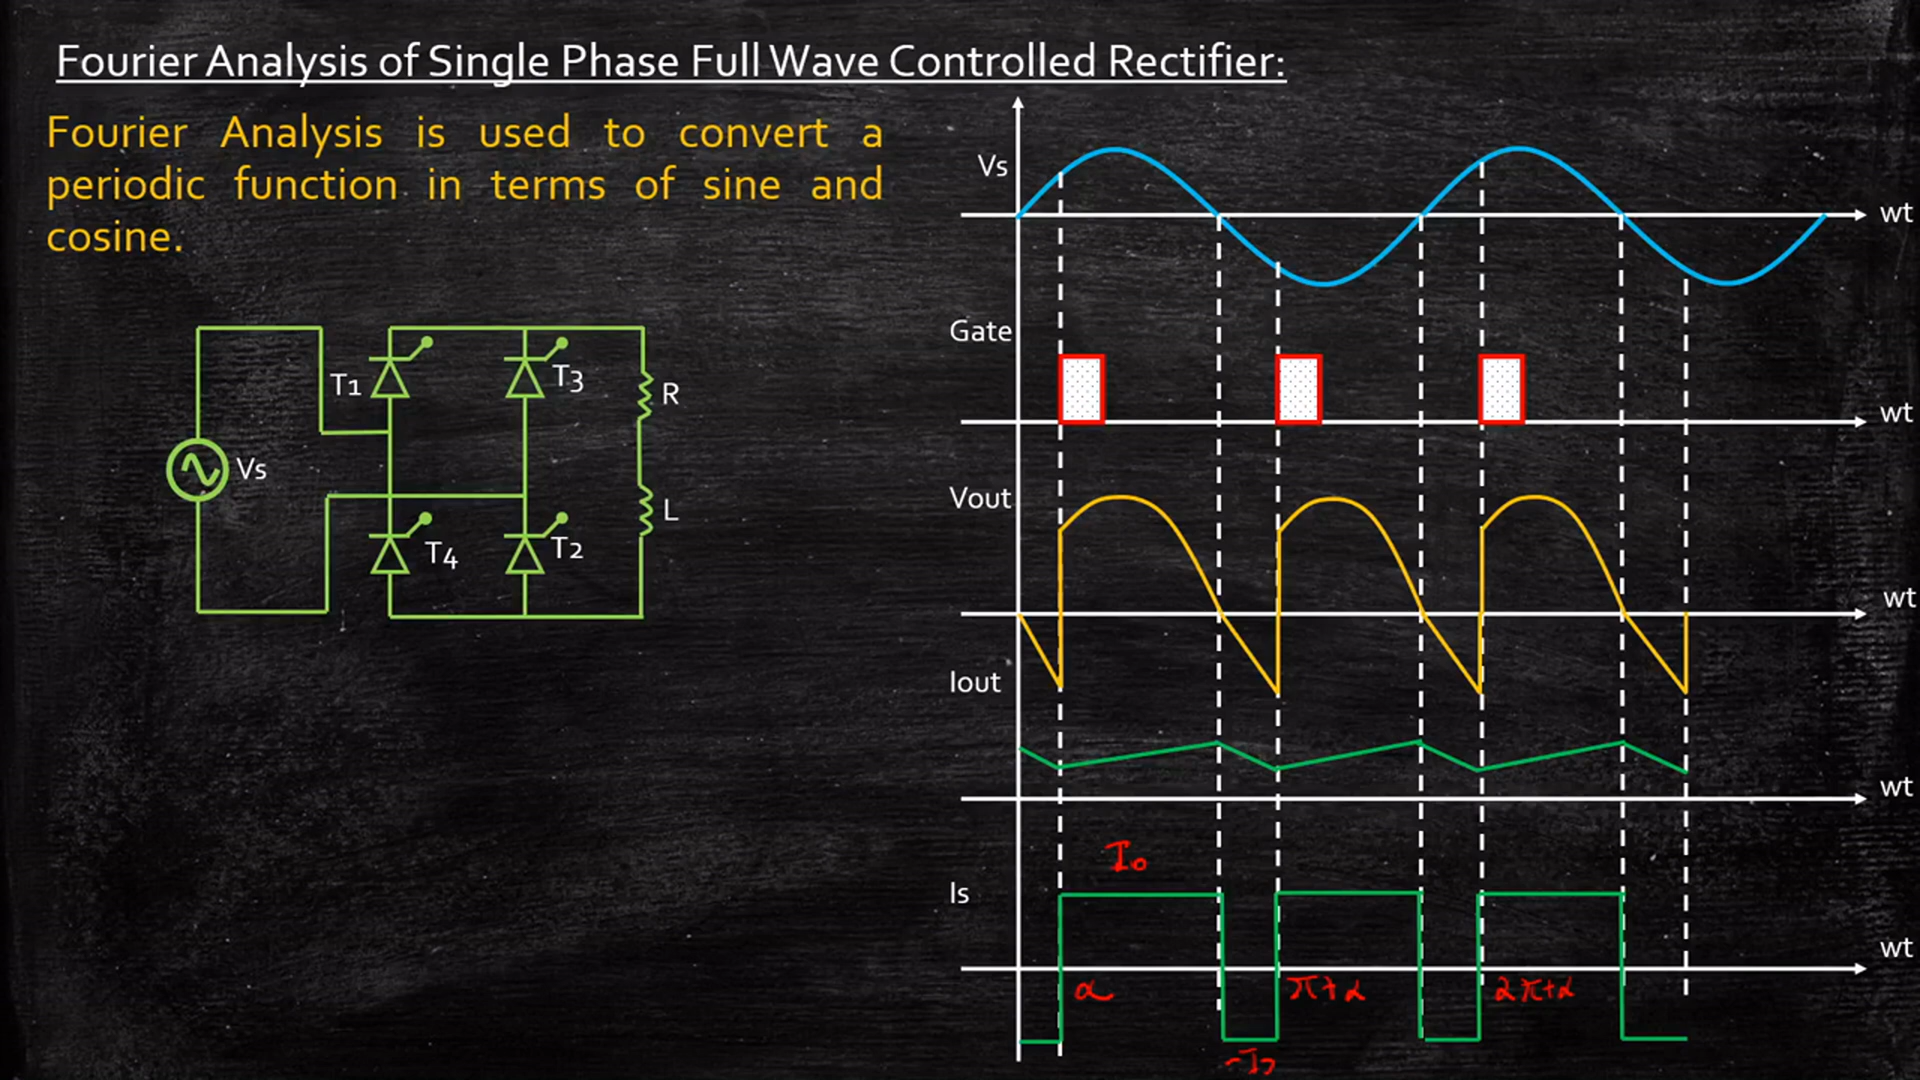 Fourier Analysis of Single Phase Full Wave Controlled Rectifier:
Fourier Analysis is used to convert a
periodic function in terms of sine and
cosine.
Vs
wt
Gate
wt
T1
T3
R
Vs
L
T4
T2
Vout
wt
Iout
wt
Io
Is
wt
α
π+α
2π+α